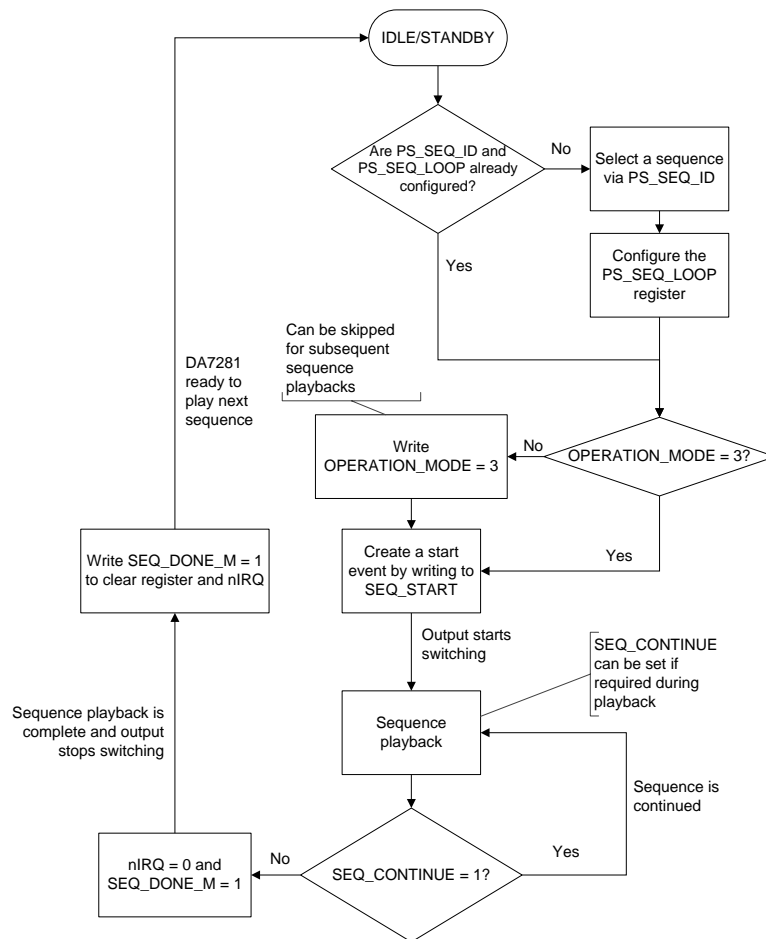 IDLE/STANDBY
Are PS_SEQ_ID and
PS_SEQ_LOOP already
configured?
No
Select a sequence
via PS_SEQ_ID
Yes
Configure the
PS_SEQ_LOOP
register
Can be skipped
for subsequent
sequence
playbacks
DA7281
ready to
play next
sequence
Write
OPERATION_MODE = 3
No
OPERATION_MODE = 3?
Write SEQ_DONE_M = 1
to clear register and nIRQ
Create a start
event by writing to
SEQ_START
Yes
Output starts
switching
SEQ_CONTINUE
can be set if
required during
playback
Sequence playback is
complete and output
stops switching
Sequence
playback
Sequence is
continued
nIRQ = 0 and
SEQ_DONE_M = 1
No
SEQ_CONTINUE = 1?
Yes